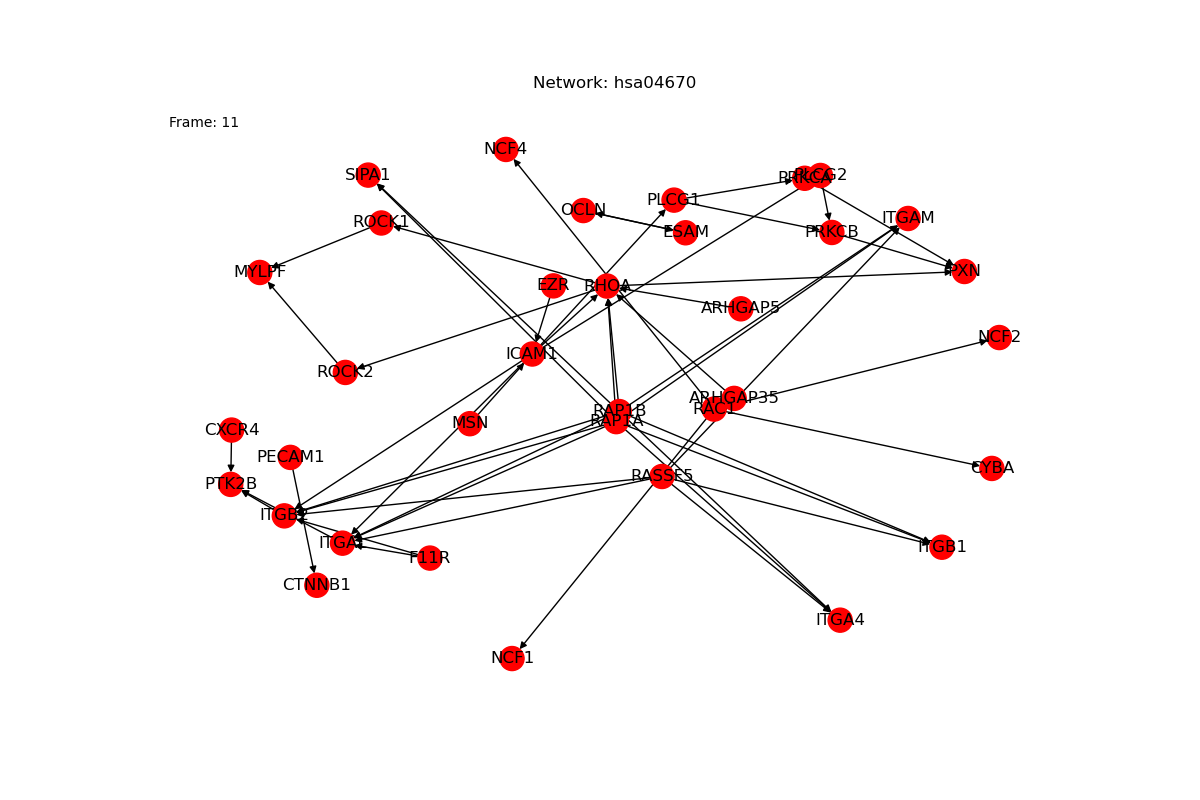 Network: hsa04670
Frame: 11
NCF4
SIPA1
PLCG2
PRKCA
PLCG1
OCLN
ITGAM
ROCK1
ESAM
PRKCB
MYLPF
PXN
EZR
RHOA
ARHGAP5
NCF2
ICAM1
ROCK2
ARHGAP35
RAC1
RAP1B
RAP1A
MSN
CXCR4
PECAM1
CYBA
RASSF5
PTK2B
ITGB2
ITGA
ITGB1
F11R
CTNNB1
ITGA4
NCF1